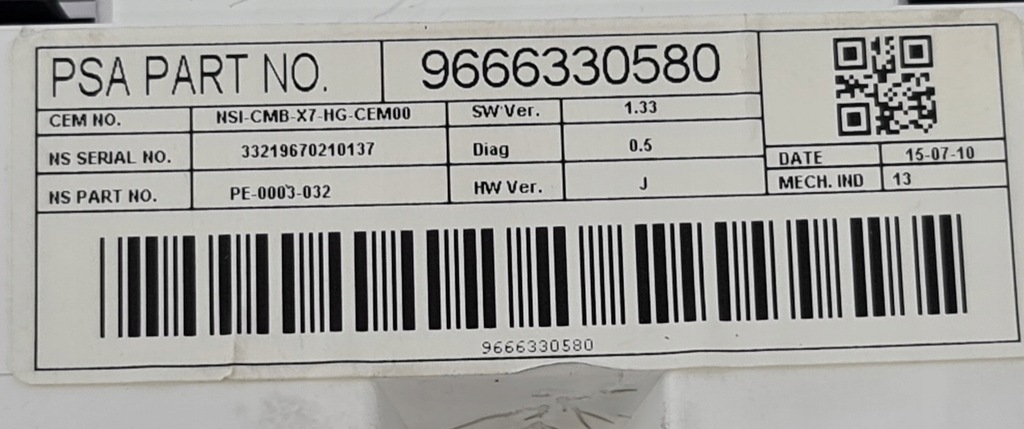 PSA PART NO. 9666330580
CEM NO. NSI-CMB-X7-HG-CEM00 SW Ver. 1.33
NS SERIAL NO. 33219670210137 Diag 0.5
DATE 15-07-10
NS PART NO. PE-0003-032 HW Ver. J
MECH. IND 13
9666330580